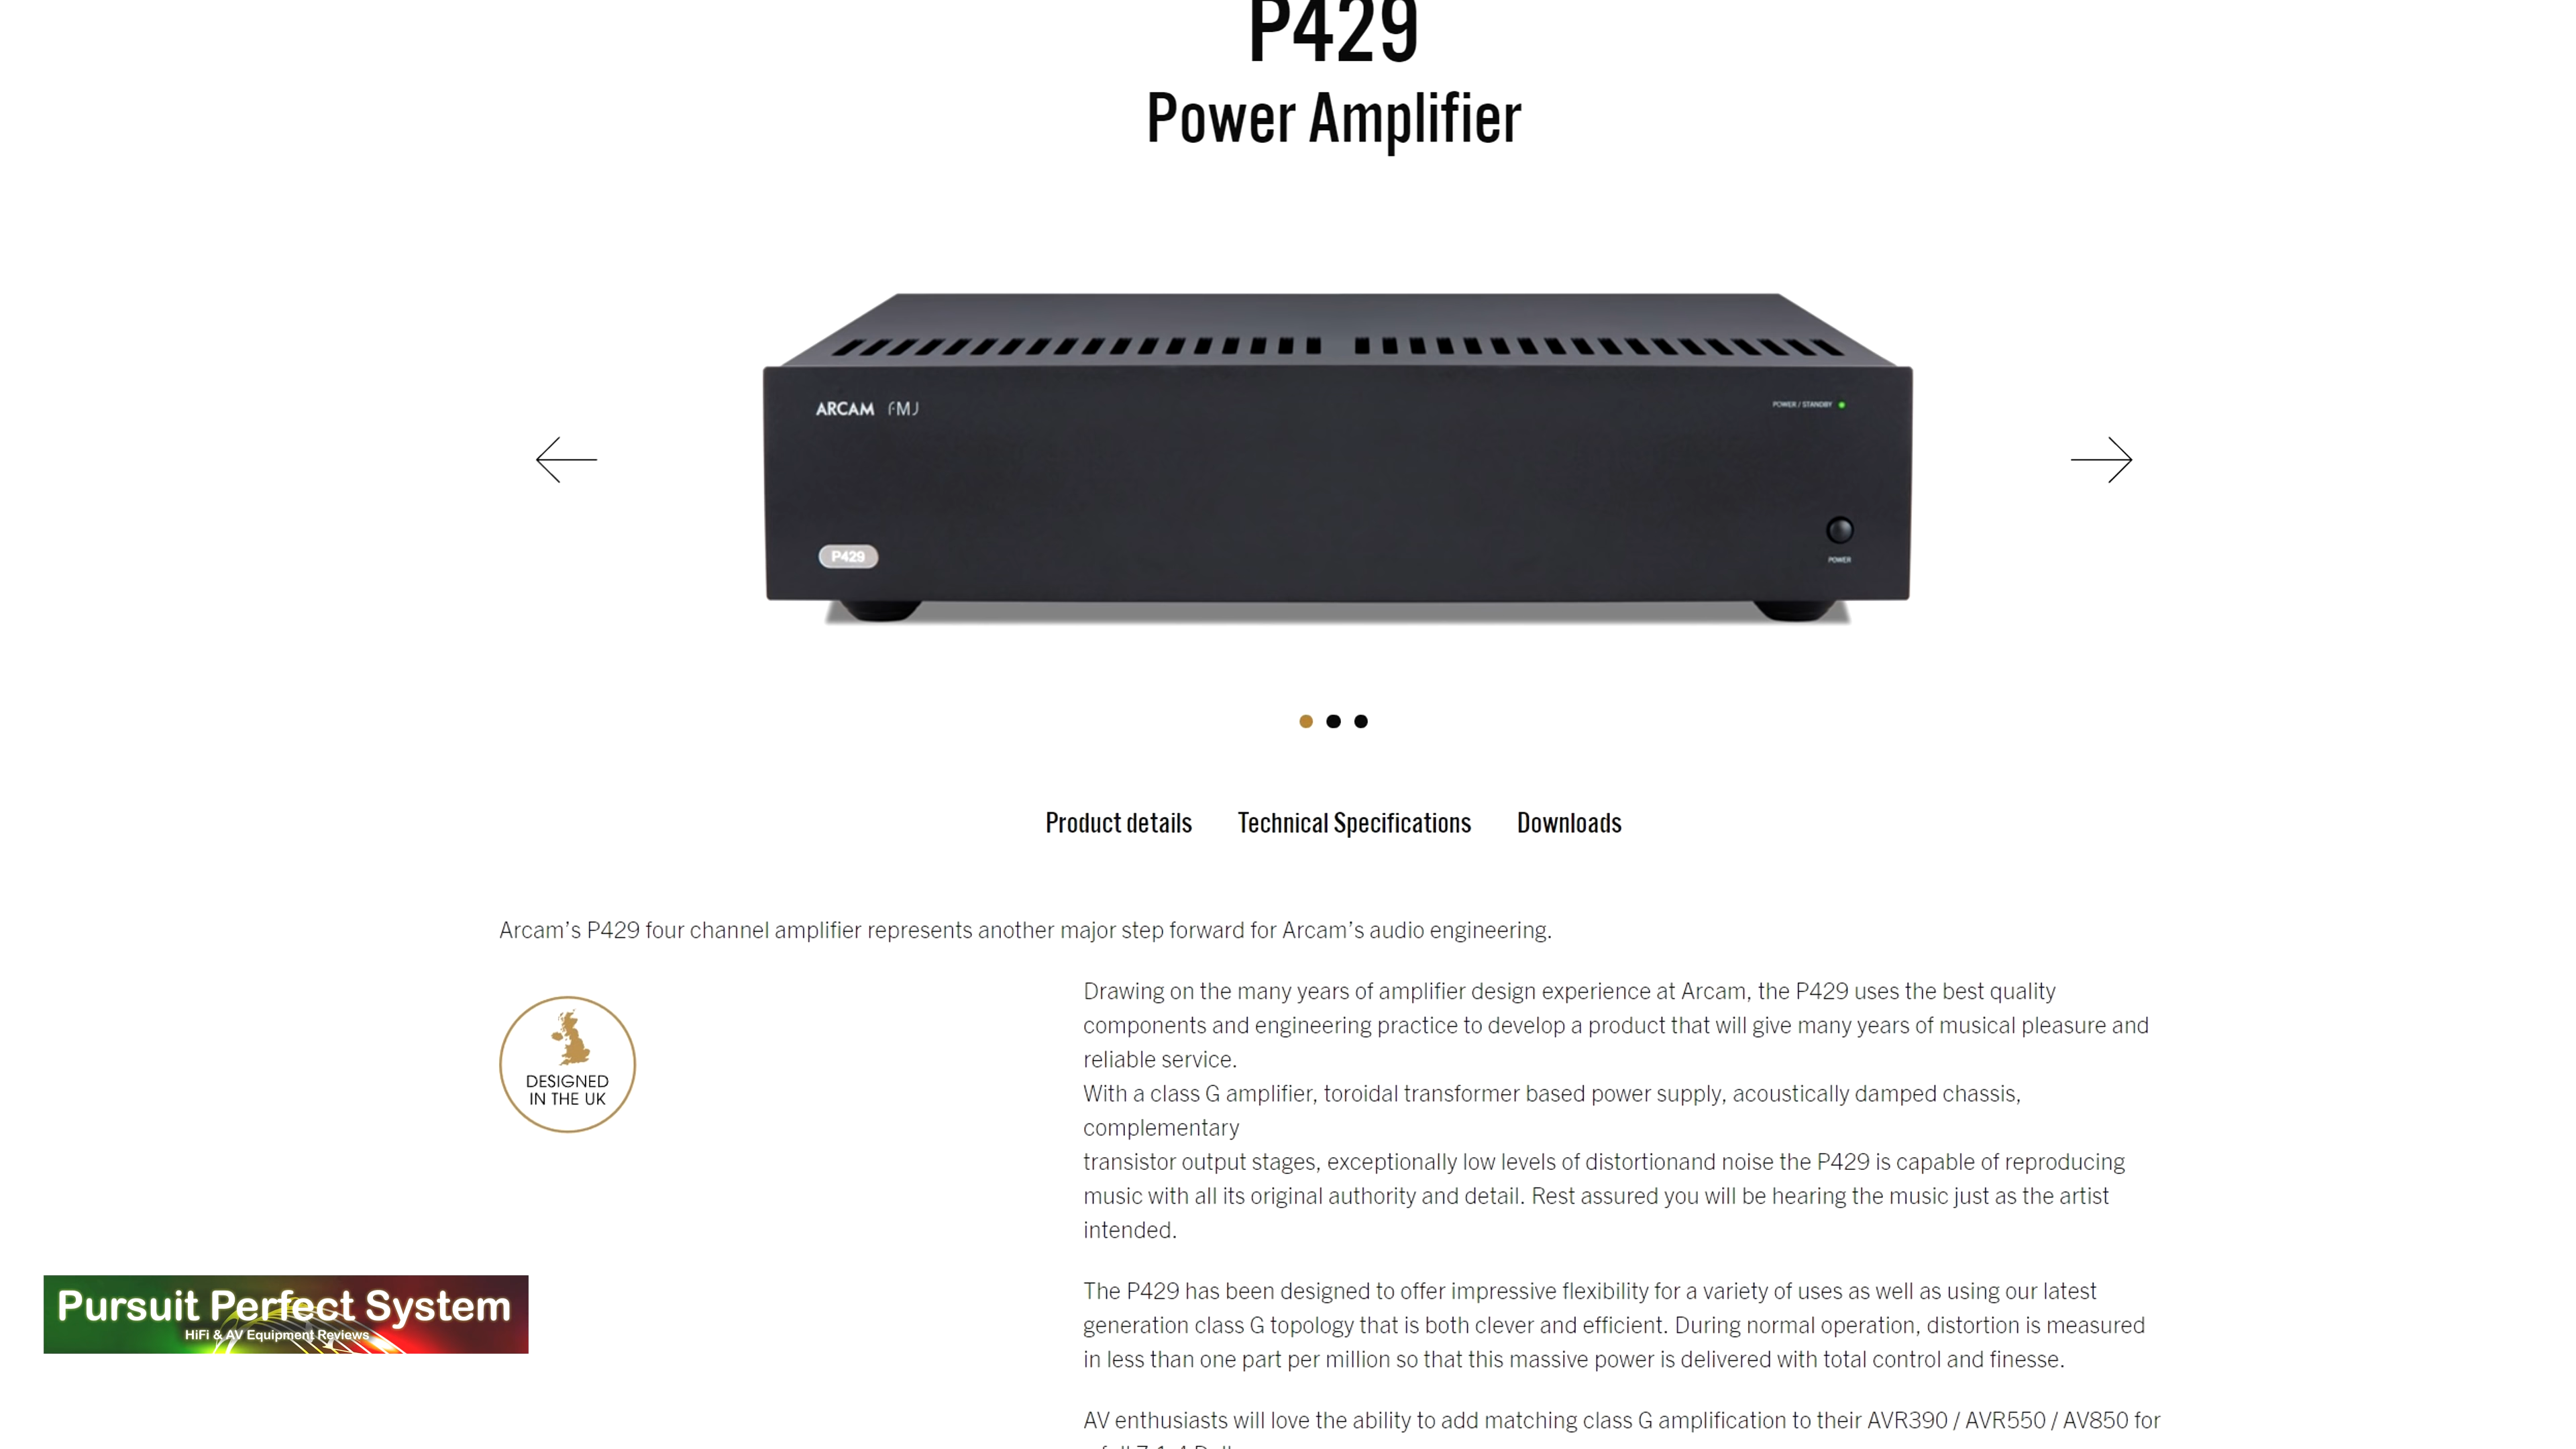 P429
Power Amplifier
ARCAM FMJ
POWER / STANDBY
P429
POWER
Product details Technical Specifications Downloads
Arcam’s P429 four channel amplifier represents another major step forward for Arcam’s audio engineering.
DESIGNED
IN THE UK
Drawing on the many years of amplifier design experience at Arcam, the P429 uses the best quality
components and engineering practice to develop a product that will give many years of musical pleasure and
reliable service.
With a class G amplifier, toroidal transformer based power supply, acoustically damped chassis,
complementary
transistor output stages, exceptionally low levels of distortionand noise the P429 is capable of reproducing
music with all its original authority and detail. Rest assured you will be hearing the music just as the artist
intended.
The P429 has been designed to offer impressive flexibility for a variety of uses as well as using our latest
generation class G topology that is both clever and efficient. During normal operation, distortion is measured
in less than one part per million so that this massive power is delivered with total control and finesse.
AV enthusiasts will love the ability to add matching class G amplification to their AVR390 / AVR550 / AV850 for
Pursuit Perfect System
HiFi & AV Equipment Reviews